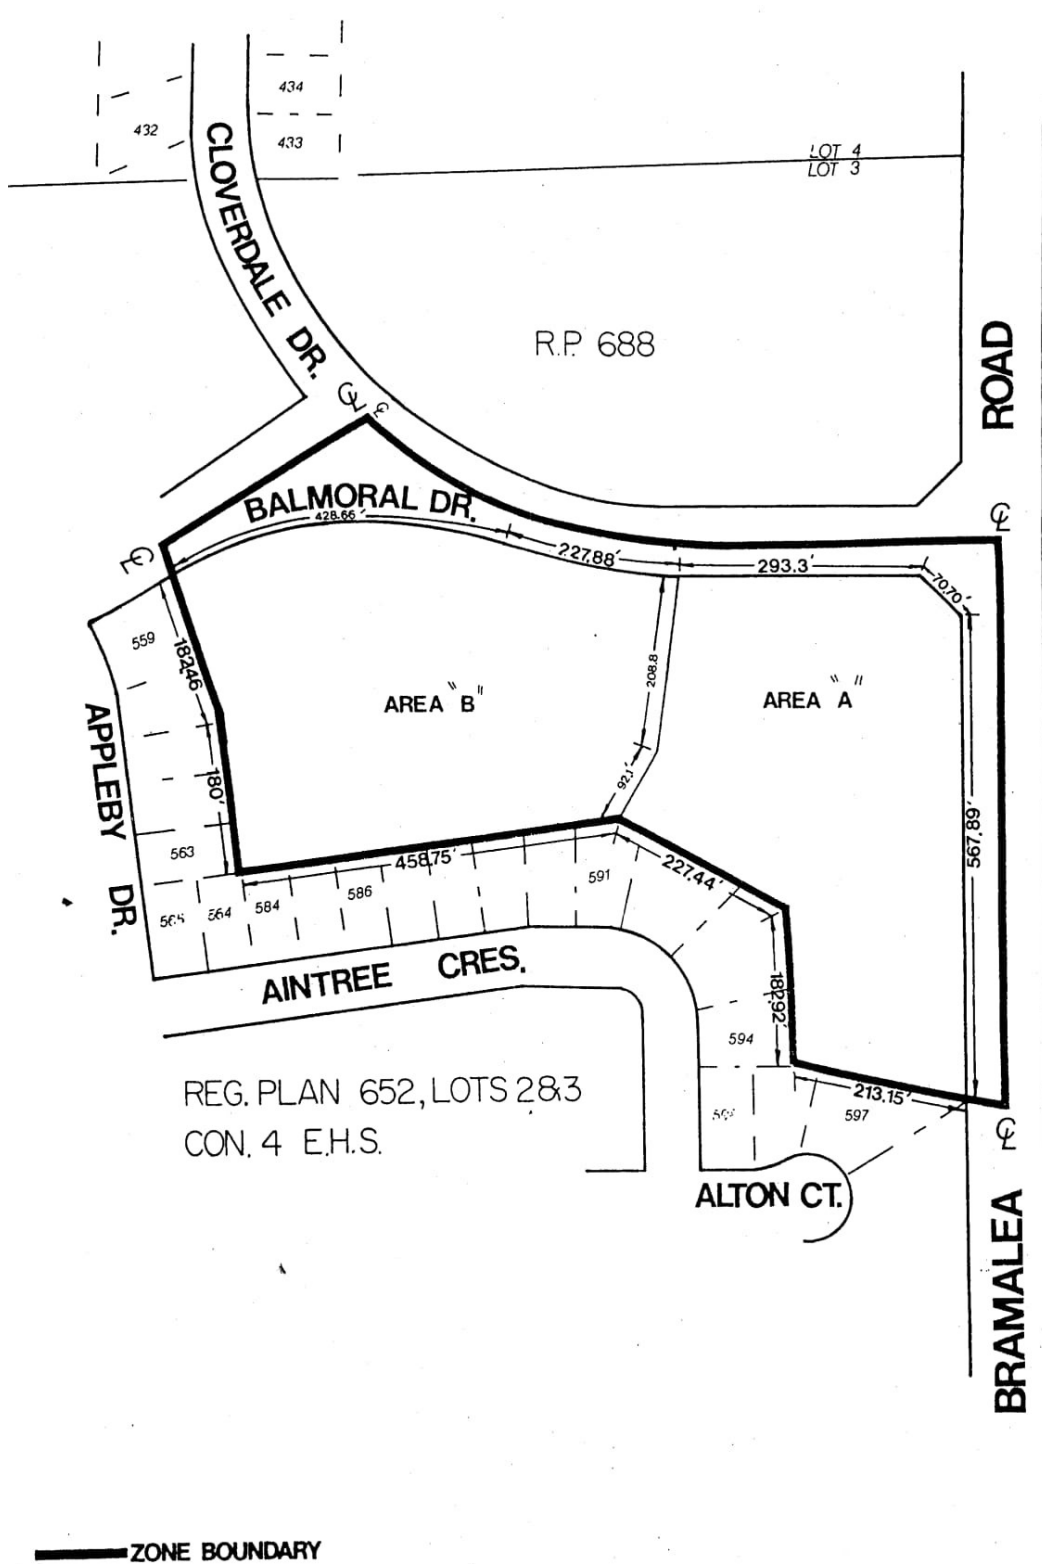 434
432
433
LOT 4
LOT 3
CLOVERDALE DR.
R.P. 688
ROAD
BALMORAL DR.
428.66'
227.88'
293.3'
70.70'
559
182.46
208.8
AREA "B"
AREA "A"
APPLEBY DR.
180'
92.1'
567.89'
563
458.75'
227.44'
591
586
584
564
565
AINTREE CRES.
182.92'
594
REG. PLAN 652, LOTS 2&3
CON. 4 E.H.S.
213.15'
597
ALTON CT.
BRAMALEA
ZONE BOUNDARY